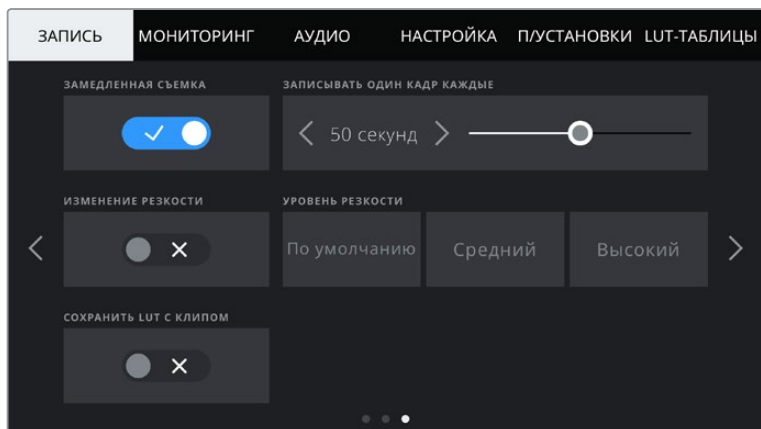 ЗАПИСЬ МОНИТОРИНГ АУДИО НАСТРОЙКА П/УСТАНОВКИ LUT-ТАБЛИЦЫ
ЗАМЕДЛЕННАЯ СЪЕМКА ЗАПИСЫВАТЬ ОДИН КАДР КАЖДЫЕ
50 секунд
ИЗМЕНЕНИЕ РЕЗКОСТИ УРОВЕНЬ РЕЗКОСТИ
По умолчанию Средний Высокий
СОХРАНИТЬ LUT С КЛИПОМ